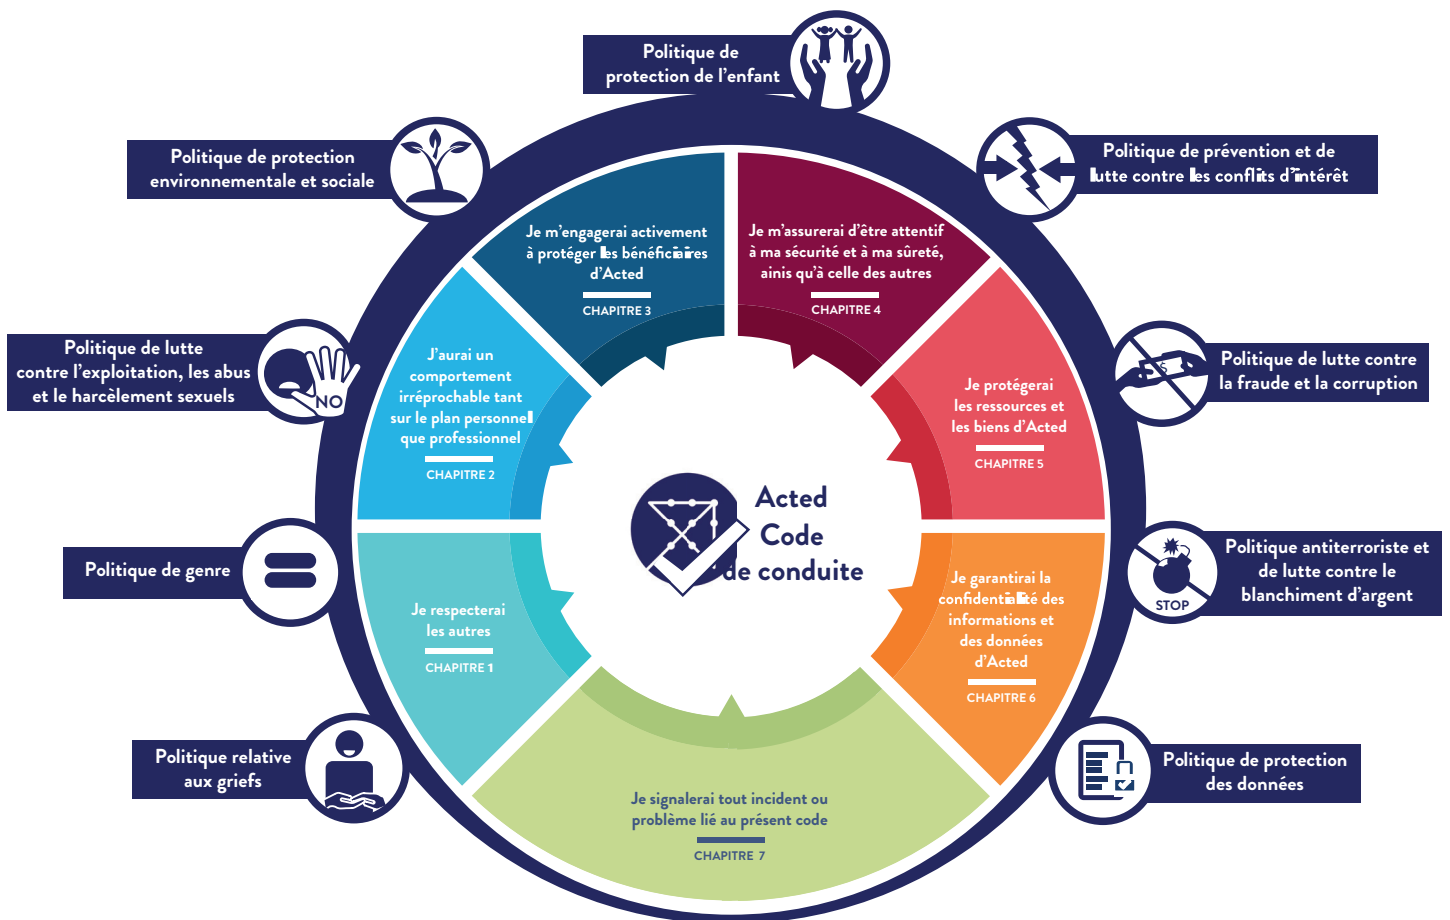 Politique de
protection de l'enfant
Politique de protection
environnementale et sociale
Politique de prévention et de
lutte contre les conflits d'intérêt
Je m'engagerai activement
à protéger les bénéficiaires
d'Acted
CHAPITRE 3
Je m'assurerai d'être attentif
à ma sécurité et à ma sûreté,
ainis qu'à celle des autres
CHAPITRE 4
Politique de lutte
contre l'exploitation, les abus
et le harcèlement sexuels
NO
J'aurai un
comportement
irréprochable tant
sur le plan personnel
que professionnel
CHAPITRE 2
Je protégerai
les ressources et
les biens d'Acted
CHAPITRE 5
$
Politique de lutte contre
la fraude et la corruption
Acted
Code
de conduite
Politique de genre
Je respecterai
les autres
CHAPITRE 1
Je garantirai la
confidentialité des
informations et
des données
d'Acted
CHAPITRE 6
STOP
Politique antiterroriste et
de lutte contre le
blanchiment d'argent
Politique relative
aux griefs
Je signalerai tout incident ou
problème lié au présent code
CHAPITRE 7
Politique de protection
des données